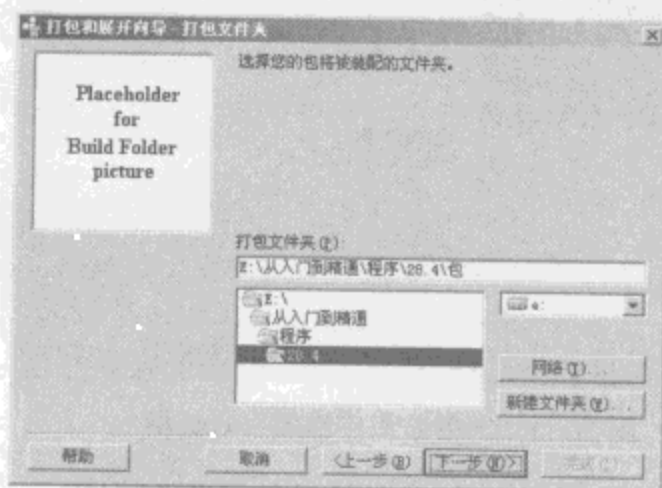 打包和展开向导 - 打包文件夹
Placeholder
for
Build Folder
picture
选择您的包将被装配的文件夹。
打包文件夹(F)
E:\从入门到精通\程序\28.4\包
E:\
从入门到精通
程序
28.4
e:
网络(T)...
新建文件夹(W)...
帮助
取消
<上一步(B)
下一步(N)>
完成(F)